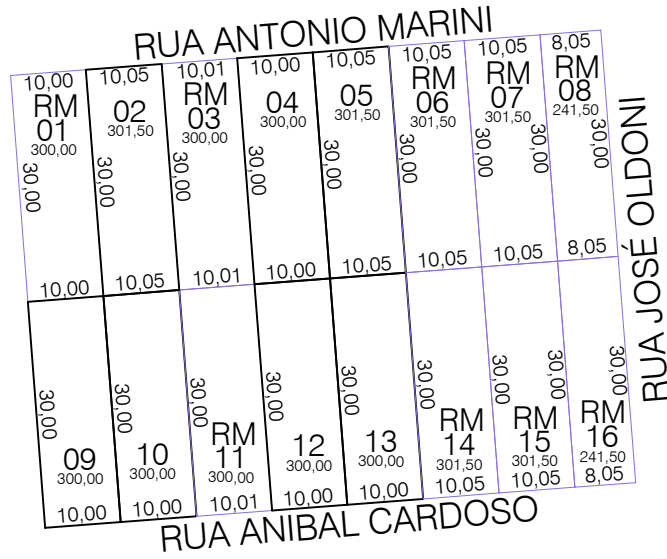 RUA ANTONIO MARINI
10,00 10,05 10,01 10,00 10,05 10,05 10,05 8,05
RM 01 300,00
02 301,50
RM 03 300,00
04 300,00
05 301,50
RM 06 301,50
RM 07 301,50
RM 08 241,50
30,00 30,00 30,00 30,00 30,00 30,00 30,00 30,00 30,00
RUA JOSÉ OLDONI
10,00 10,05 10,01 10,00 10,05 10,05 10,05 8,05
30,00 30,00 30,00 30,00 30,00 30,00 30,00 30,00
09 300,00
10 300,00
RM 11 300,00
12 300,00
13 300,00
RM 14 301,50
RM 15 301,50
RM 16 241,50
10,00 10,00 10,01 10,00 10,00 10,05 10,05 8,05
RUA ANIBAL CARDOSO